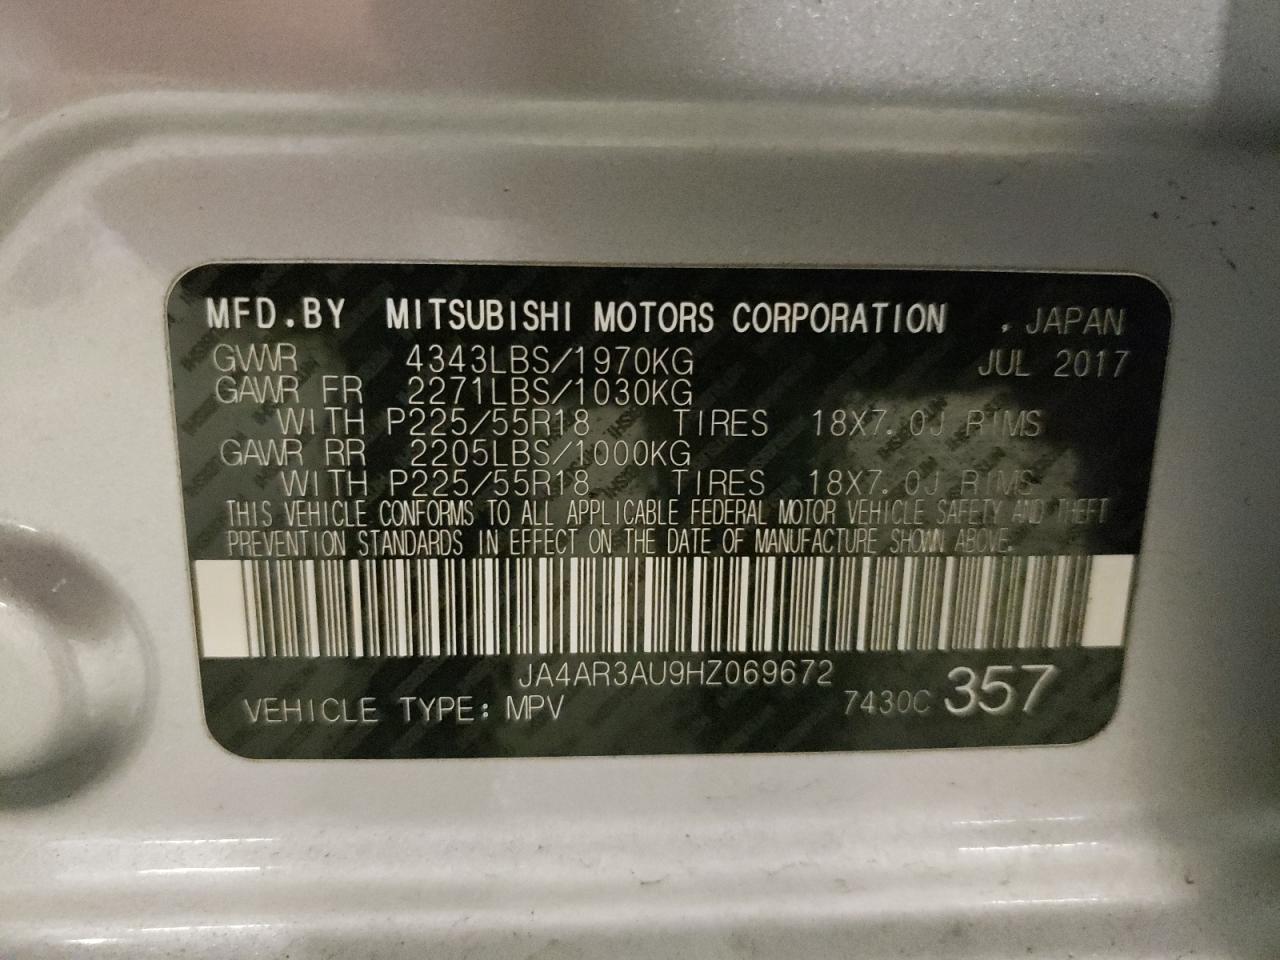 MFD.BY MITSUBISHI MOTORS CORPORATION , JAPAN
GVWR 4343LBS/1970KG JUL 2017
GAWR FR 2271LBS/1030KG
WITH P225/55R18 TIRES 18X7.0J RIMS
GAWR RR 2205LBS/1000KG
WITH P225/55R18 TIRES 18X7.0J RIMS
THIS VEHICLE CONFORMS TO ALL APPLICABLE FEDERAL MOTOR VEHICLE SAFETY AND THEFT
PREVENTION STANDARDS IN EFFECT ON THE DATE OF MANUFACTURE SHOWN ABOVE.
JA4AR3AU9HZ069672
VEHICLE TYPE: MPV 7430C 357